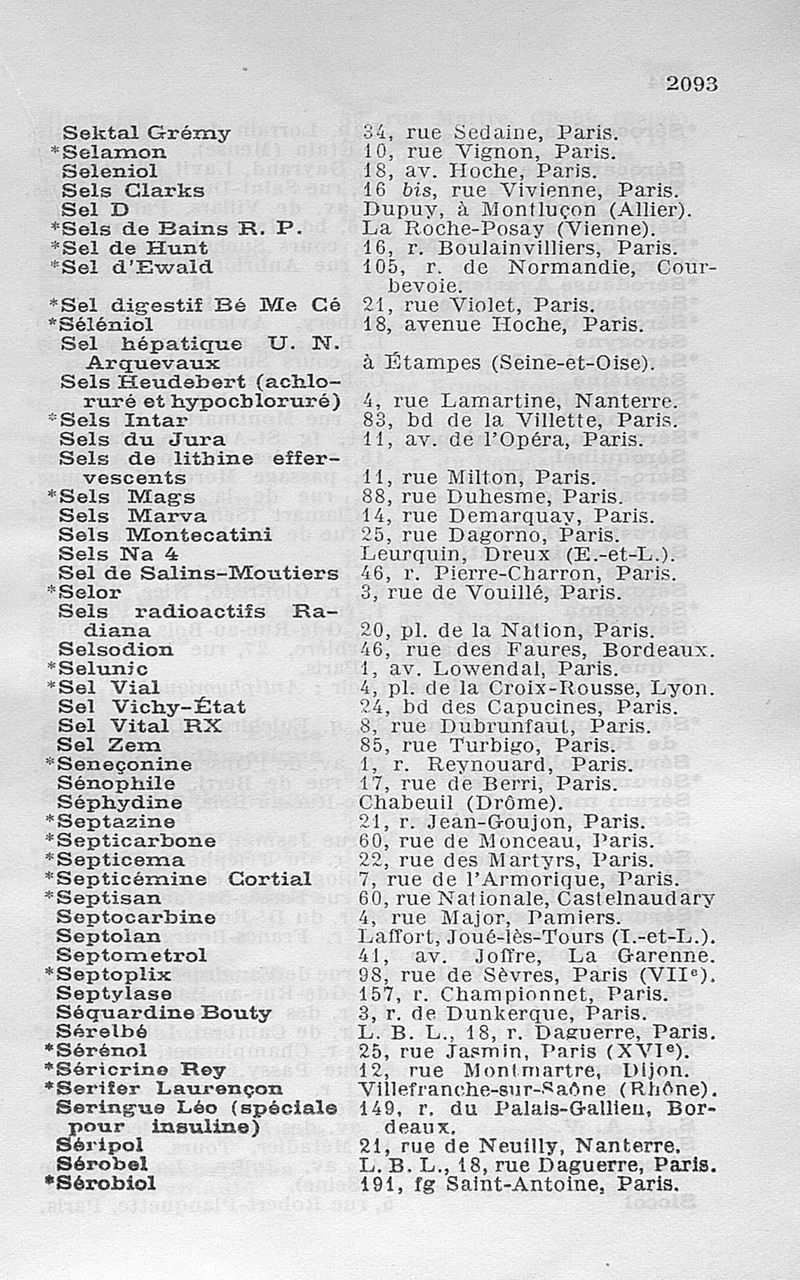 2093
Sektal Grémy 34, rue Sedaine, Paris.
*Selamon 10, rue Vignon, Paris.
Seleniol 18, av. Hoche, Paris.
Sels Clarks 16 bis, rue Vivienne, Paris.
Sel D Dupuy, à Montluçon (Allier).
*Sels de Bains R. P. La Roche-Posay (Vienne).
*Sel de Hunt 16, r. Boulainvilliers, Paris.
*Sel d'Ewald 105, r. de Normandie, Cour-
bevoie.
*Sel digestif Bé Me Cé 21, rue Violet, Paris.
*Séléniol 18, avenue Hoche, Paris.
Sel hépatique U. N.
Arquevaux à Étampes (Seine-et-Oise).
Sels Heudebert (achlo-
ruré et hypochloruré) 4, rue Lamartine, Nanterre.
*Sels Intar 83, bd de la Villette, Paris.
Sels du Jura 11, av. de l'Opéra, Paris.
Sels de lithine effer-
vescents 11, rue Milton, Paris.
*Sels Mags 88, rue Duhesme, Paris.
Sels Marva 14, rue Demarquay, Paris.
Sels Montecatini 25, rue Dagorno, Paris.
Sels Na 4 Leurquin, Dreux (E.-et-L.).
Sel de Salins-Moutiers 46, r. Pierre-Charron, Paris.
*Selor 3, rue de Vouillé, Paris.
Sels radioactifs Ra-
diana 20, pl. de la Nation, Paris.
Selsodion 46, rue des Faures, Bordeaux.
*Selunic 1, av. Lowendal, Paris.
*Sel Vial 4, pl. de la Croix-Rousse, Lyon.
Sel Vichy-État 24, bd des Capucines, Paris.
Sel Vital RX 8, rue Dubrunfaut, Paris.
Sel Zem 85, rue Turbigo, Paris.
*Seneçonine 1, r. Reynouard, Paris.
Sénophile 17, rue de Berri, Paris.
Séphydine Chabeuil (Drôme).
*Septazine 21, r. Jean-Goujon, Paris.
*Septicarbone 60, rue de Monceau, Paris.
*Septicema 22, rue des Martyrs, Paris.
*Septicémine Cortial 7, rue de l'Armorique, Paris.
*Septisan 60, rue Nationale, Castelnaudary
Septocarbine 4, rue Major, Pamiers.
Septolan Laffort, Joué-lès-Tours (I.-et-L.).
Septometrol 41, av. Joffre, La Garenne.
*Septoplix 98, rue de Sèvres, Paris (VIIe).
Septylase 157, r. Championnet, Paris.
Séquardine Bouty 3, r. de Dunkerque, Paris.
Sérelbé L. B. L., 18, r. Daguerre, Paris.
*Sérénol 25, rue Jasmin, Paris (XVIe).
*Séricrine Rey 12, rue Montmartre, Dijon.
*Serifer Laurençon Villefranche-sur-Saône (Rhône).
Seringue Léo (spéciale 149, r. du Palais-Gallien, Bor-
pour insuline) deaux.
Séripol 21, rue de Neuilly, Nanterre.
Sérobel L. B. L., 18, rue Daguerre, Paris.
*Sérobiol 191, fg Saint-Antoine, Paris.